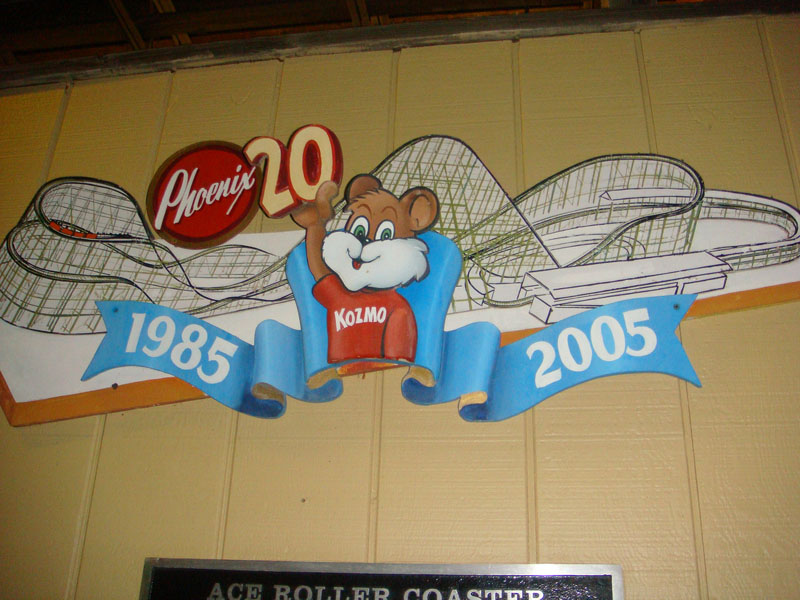 Phoenix 20
KOZMO
1985 2005
ACE ROLLER COASTER